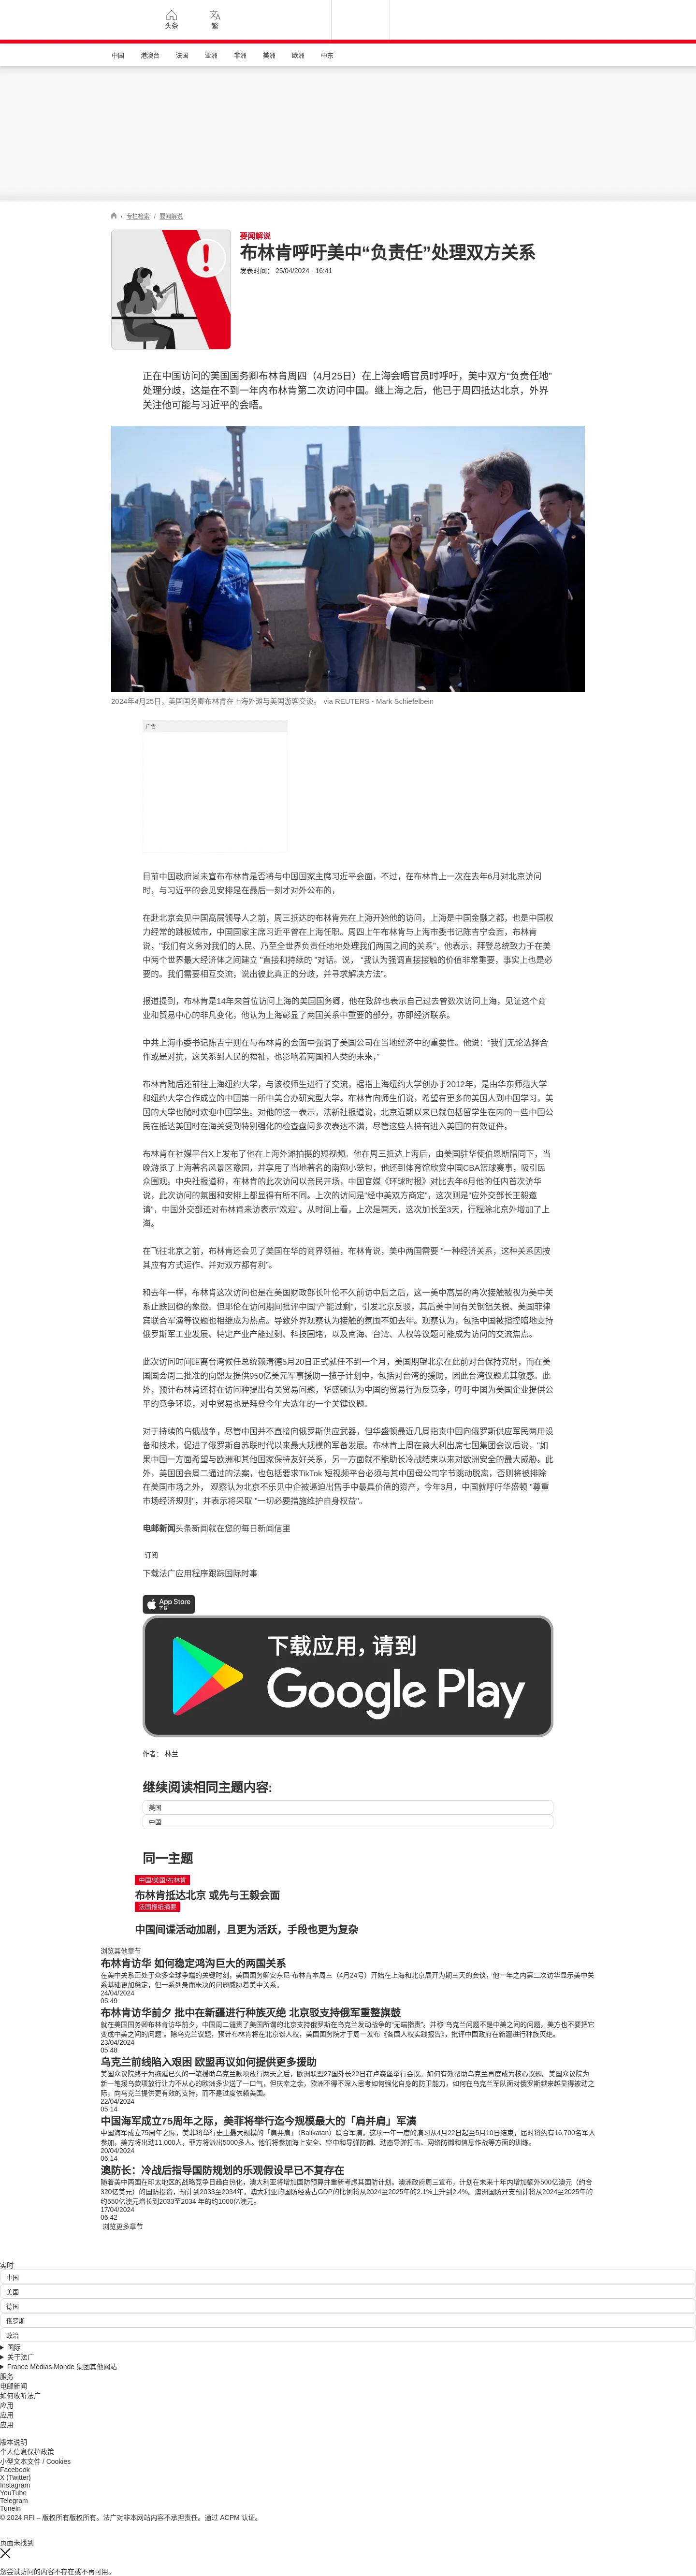 头条
繁
中国
港澳台
法国
亚洲
非洲
美洲
欧洲
中东
/ 专栏检索 / 要闻解说
要闻解说
布林肯呼吁美中“负责任”处理双方关系
发表时间： 25/04/2024 - 16:41
正在中国访问的美国国务卿布林肯周四（4月25日）在上海会晤官员时呼吁，美中双方“负责任地”
处理分歧，这是在不到一年内布林肯第二次访问中国。继上海之后，他已于周四抵达北京，外界
关注他可能与习近平的会晤。
2024年4月25日，美国国务卿布林肯在上海外滩与美国游客交谈。 via REUTERS - Mark Schiefelbein
广告
目前中国政府尚未宣布布林肯是否将与中国国家主席习近平会面，不过，在布林肯上一次在去年6月对北京访问
时，与习近平的会见安排是在最后一刻才对外公布的，
在赴北京会见中国高层领导人之前，周三抵达的布林肯先在上海开始他的访问，上海是中国金融之都，也是中国权
力经常的跳板城市，中国国家主席习近平曾在上海任职。周四上午布林肯与上海市委书记陈吉宁会面，布林肯
说，“我们有义务对我们的人民、乃至全世界负责任地地处理我们两国之间的关系”，他表示，拜登总统致力于在美
中两个世界最大经济体之间建立 "直接和持续的 "对话。说， “我认为强调直接接触的价值非常重要，事实上也是必
要的。我们需要相互交流，说出彼此真正的分歧，并寻求解决方法”。
报道提到，布林肯是14年来首位访问上海的美国国务卿，他在致辞也表示自己过去曾数次访问上海，见证这个商
业和贸易中心的非凡变化，他认为上海彰显了两国关系中重要的部分，亦即经济联系。
中共上海市委书记陈吉宁则在与布林肯的会面中强调了美国公司在当地经济中的重要性。他说：“我们无论选择合
作或是对抗，这关系到人民的福祉，也影响着两国和人类的未来，”
布林肯随后还前往上海纽约大学，与该校师生进行了交流，据指上海纽约大学创办于2012年，是由华东师范大学
和纽约大学合作成立的中国第一所中美合办研究型大学。布林肯向师生们说，希望有更多的美国人到中国学习，美
国的大学也随时欢迎中国学生。对他的这一表示，法新社报道说，北京近期以来已就包括留学生在内的一些中国公
民在抵达美国时在海关受到特别强化的检查盘问多次表达不满，尽管这些人持有进入美国的有效证件。
布林肯在社媒平台X上发布了他在上海外滩拍摄的短视频。他在周三抵达上海后，由美国驻华使伯恩斯陪同下，当
晚游览了上海著名风景区豫园，并享用了当地著名的南翔小笼包，他还到体育馆欣赏中国CBA篮球赛事，吸引民
众围观。中央社报道称，布林肯的此次访问以亲民开场，中国官媒《环球时报》对比去年6月他的任内首次访华
说，此次访问的氛围和安排上都显得有所不同。上次的访问是“经中美双方商定”，这次则是“应外交部长王毅邀
请”，中国外交部还对布林肯来访表示“欢迎”。从时间上看，上次是两天，这次加长至3天，行程除北京外增加了上
海。
在飞往北京之前，布林肯还会见了美国在华的商界领袖，布林肯说，美中两国需要 "一种经济关系，这种关系因按
其应有方式运作、并对双方都有利"。
和去年一样，布林肯这次访问也是在美国财政部长叶伦不久前访中后之后，这一美中高层的再次接触被视为美中关
系止跌回稳的象徵。但耶伦在访问期间批评中国“产能过剩”，引发北京反驳，其后美中间有关钢铝关税、美国菲律
宾联合军演等议题也相继成为热点。导致外界观察认为接触的氛围不如去年。观察认为，包括中国被指控暗地支持
俄罗斯军工业发展、特定产业产能过剩、科技围堵，以及南海、台湾、人权等议题可能成为访问的交流焦点。
此次访问时间距离台湾候任总统赖清德5月20日正式就任不到一个月，美国期望北京在此前对台保持克制，而在美
国国会周二批准的向盟友提供950亿美元军事援助一揽子计划中，包括对台湾的援助，因此台湾议题尤其敏感。此
外，预计布林肯还将在访问种提出有关贸易问题，华盛顿认为中国的贸易行为反竞争，呼吁中国为美国企业提供公
平的竞争环境，对中贸易也是拜登今年大选年的一个关键议题。
对于持续的乌俄战争，尽管中国并不直接向俄罗斯供应武器，但华盛顿最近几周指责中国向俄罗斯供应军民两用设
备和技术，促进了俄罗斯自苏联时代以来最大规模的军备发展。布林肯上周在意大利出席七国集团会议后说，"如
果中国一方面希望与欧洲和其他国家保持友好关系，另一方面就不能助长冷战结束以来对欧洲安全的最大威胁。此
外，美国国会周二通过的法案，也包括要求TikTok 短视频平台必须与其中国母公司字节跳动脱离，否则将被排除
在美国市场之外， 观察认为北京不乐见中企被逼迫出售手中最具价值的资产，今年3月，中国就呼吁华盛顿 "尊重
市场经济规则"，并表示将采取 "一切必要措施维护自身权益"。
电邮新闻头条新闻就在您的每日新闻信里
订阅
下载法广应用程序跟踪国际时事
App Store
下载
下载应用，请到
Google Play
作者： 林兰
继续阅读相同主题内容:
美国
中国
同一主题
中国/美国/布林肯
布林肯抵达北京 或先与王毅会面
法国报纸摘要
中国间谍活动加剧，且更为活跃，手段也更为复杂
浏览其他章节
布林肯访华 如何稳定鸿沟巨大的两国关系
在美中关系正处于众多全球争端的关键时刻，美国国务卿安东尼·布林肯本周三（4月24号）开始在上海和北京展开为期三天的会谈，他一年之内第二次访华显示美中关
系基础更加稳定，但一系列悬而未决的问题威胁着美中关系。
24/04/2024
05:49
布林肯访华前夕 批中在新疆进行种族灭绝 北京驳支持俄军重整旗鼓
就在美国国务卿布林肯访华前夕，中国周二谴责了美国所谓的北京支持俄罗斯在乌克兰发动战争的“无端指责”。并称“乌克兰问题不是中美之间的问题，美方也不要把它
变成中美之间的问题”。除乌克兰议题，预计布林肯将在北京谈人权，美国国务院才于周一发布《各国人权实践报告》，批评中国政府在新疆进行种族灭绝。
23/04/2024
05:48
乌克兰前线陷入艰困 欧盟再议如何提供更多援助
美国众议院终于为拖延已久的一笔援助乌克兰款项放行两天之后，欧洲联盟27国外长22日在卢森堡举行会议。如何有效帮助乌克兰再度成为核心议题。美国众议院为
新一笔援乌款项放行让力不从心的欧洲多少送了一口气，但庆幸之余，欧洲不得不深入思考如何强化自身的防卫能力，如何在乌克兰军队面对俄罗斯越来越显得被动之
际，向乌克兰提供更有效的支持，而不是过度依赖美国。
22/04/2024
05:14
中国海军成立75周年之际，美菲将举行迄今规模最大的「肩并肩」军演
中国海军成立75周年之际，美菲将举行史上最大规模的「肩并肩」（Balikatan）联合军演。这项一年一度的演习从4月22日起至5月10日结束，届时将约有16,700名军人
参加，美方将出动11,000人，菲方将派出5000多人。他们将参加海上安全、空中和导弹防御、动态导弹打击、网络防御和信息作战等方面的训练。
20/04/2024
06:14
澳防长：冷战后指导国防规划的乐观假设早已不复存在
随着美中两国在印太地区的战略竞争日趋白热化，澳大利亚将增加国防预算并重新考虑其国防计划。澳洲政府周三宣布，计划在未来十年内增加额外500亿澳元（约合
320亿美元）的国防投资，预计到2033至2034年，澳大利亚的国防经费占GDP的比例将从2024至2025年的2.1%上升到2.4%。澳洲国防开支预计将从2024至2025年的
约550亿澳元增长到2033至2034 年的约1000亿澳元。
17/04/2024
06:42
浏览更多章节
实时
中国
美国
德国
俄罗斯
政治
国际
关于法广
France Médias Monde 集团其他网站
服务
电邮新闻
如何收听法广
应用
应用
应用
版本说明
个人信息保护政策
小型文本文件 / Cookies
Facebook
X (Twitter)
Instagram
YouTube
Telegram
TuneIn
© 2024 RFI – 版权所有版权所有。法广对非本网站内容不承担责任。通过 ACPM 认证。
页面未找到
您尝试访问的内容不存在或不再可用。